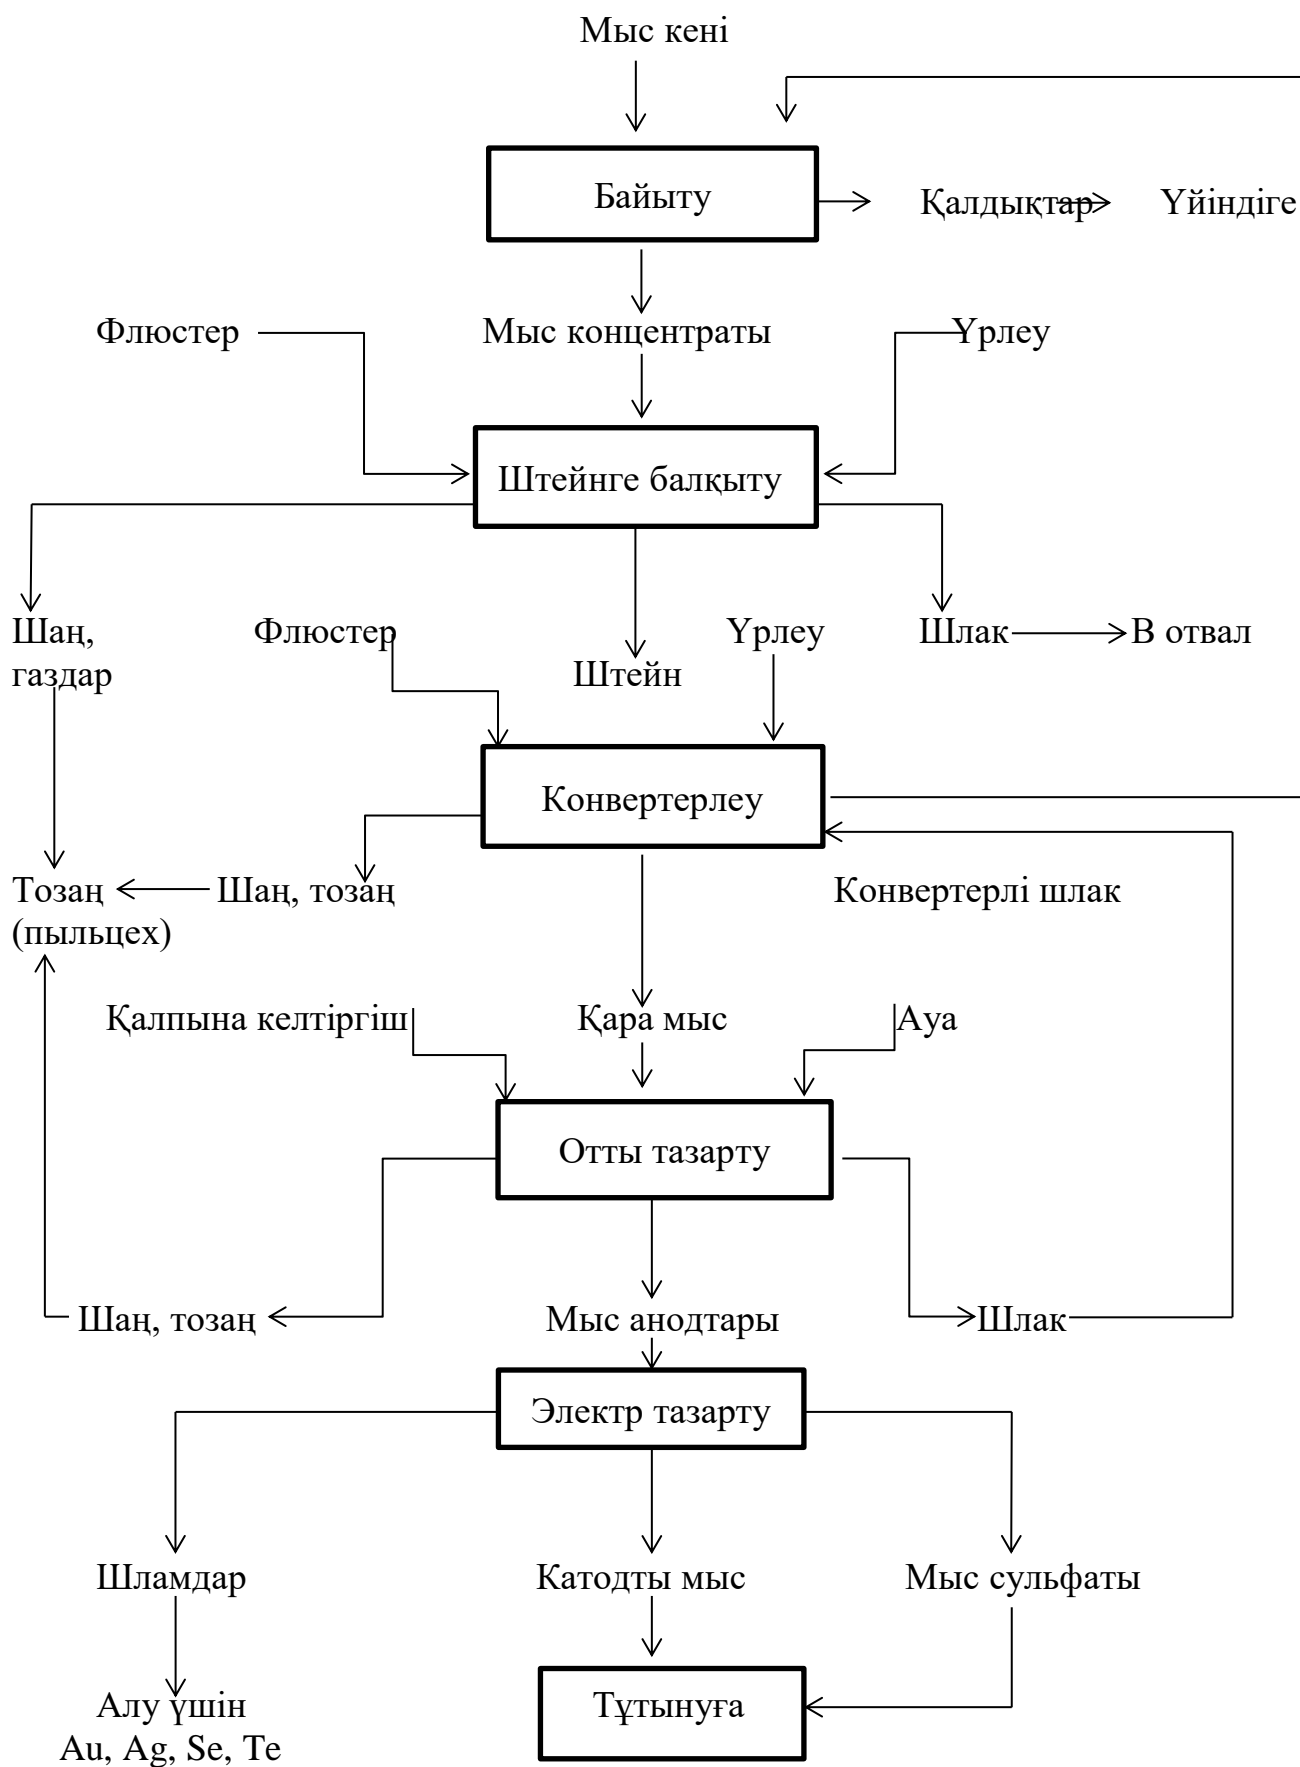 Мыс кені
Байыту
Қалдықтар
Үйіндіге
Флюстер
Мыс концентраты
Үрлеу
Штейнге балқыту
Шаң,
газдар
Флюстер
Штейн
Үрлеу
Шлак
В отвал
Конвертерлеу
Тозаң
(пыльцех)
Шаң, тозаң
Конвертерлі шлак
Қалпына келтіргіш
Қара мыс
Ауа
Отты тазарту
Шаң, тозаң
Мыс анодтары
Шлак
Электр тазарту
Шламдар
Катодты мыс
Мыс сульфаты
Алу үшін
Au, Ag, Se, Te
Тұтынуға